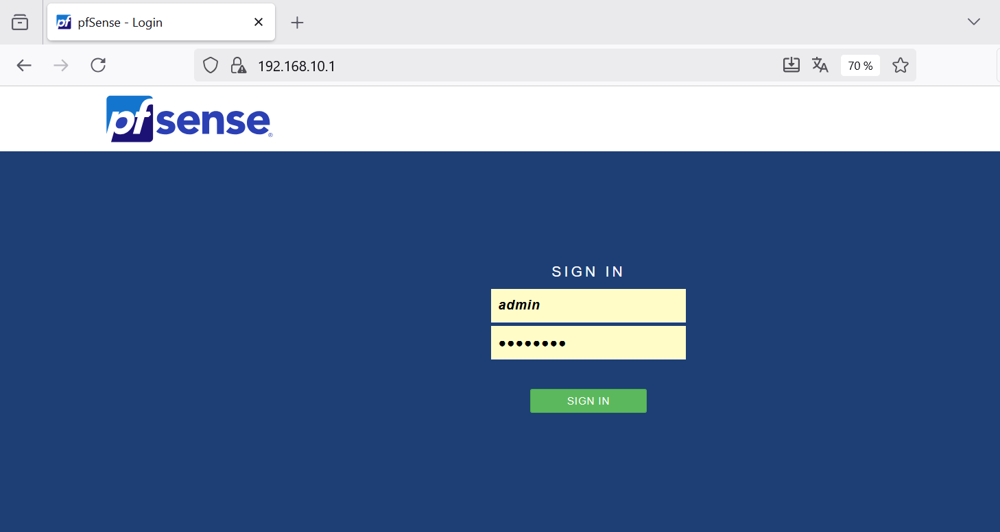 pfSense - Login
192.168.10.1
70 %
pfsense®
SIGN IN
admin
••••••••
SIGN IN